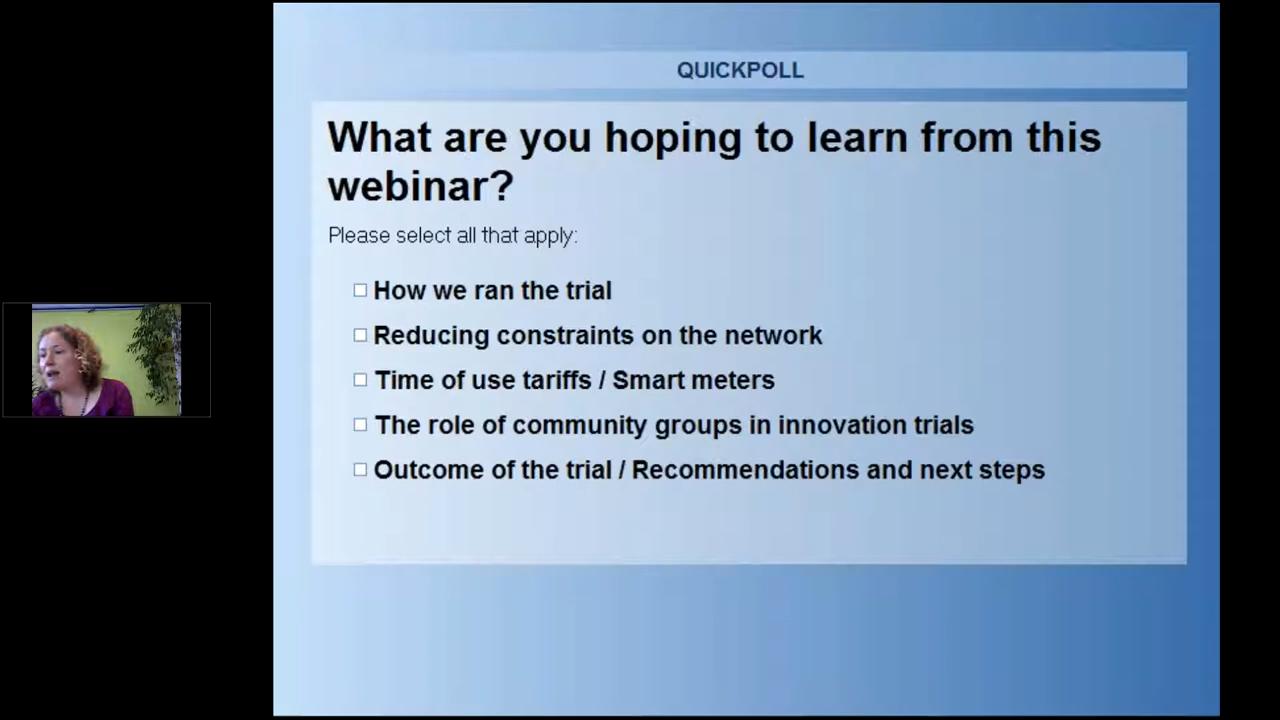 QUICKPOLL
What are you hoping to learn from this
webinar?
Please select all that apply:
How we ran the trial
Reducing constraints on the network
Time of use tariffs / Smart meters
The role of community groups in innovation trials
Outcome of the trial / Recommendations and next steps